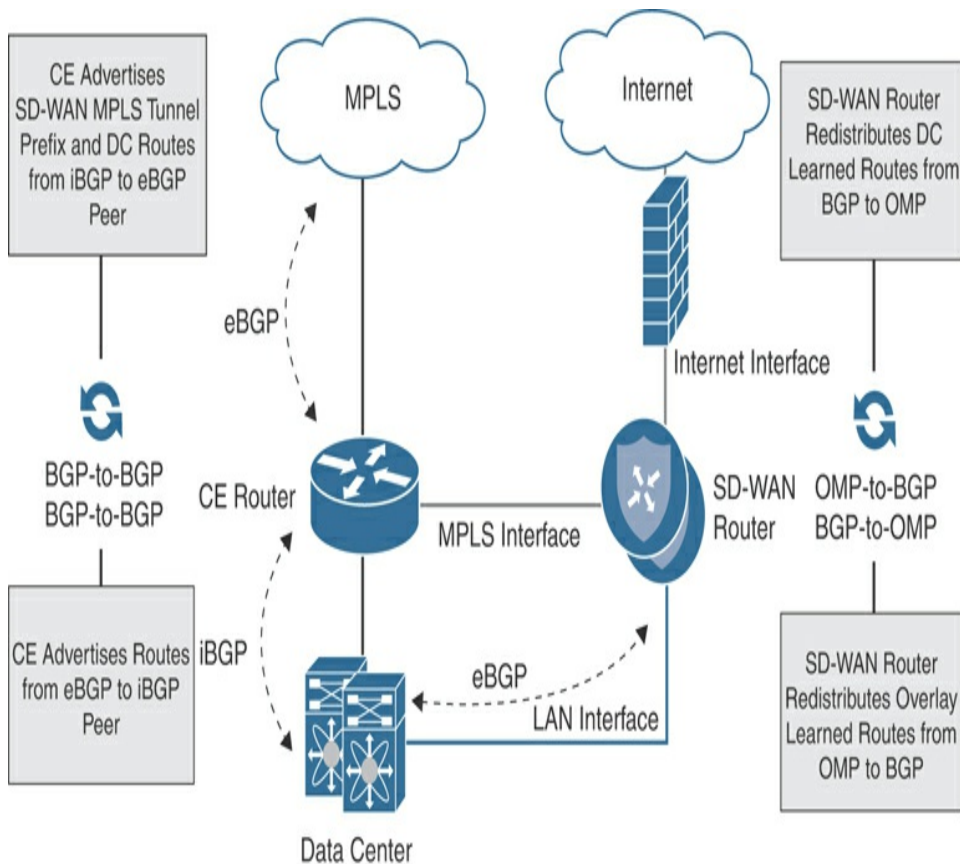 CE Advertises
SD-WAN MPLS Tunnel
Prefix and DC Routes
from iBGP to eBGP
Peer
MPLS
Internet
SD-WAN Router
Redistributes DC
Learned Routes from
BGP to OMP
eBGP
Internet Interface
BGP-to-BGP
BGP-to-BGP
CE Router
MPLS Interface
SD-WAN
Router
OMP-to-BGP
BGP-to-OMP
CE Advertises Routes
from eBGP to iBGP
Peer
iBGP
eBGP
LAN Interface
SD-WAN Router
Redistributes Overlay
Learned Routes from
OMP to BGP
Data Center